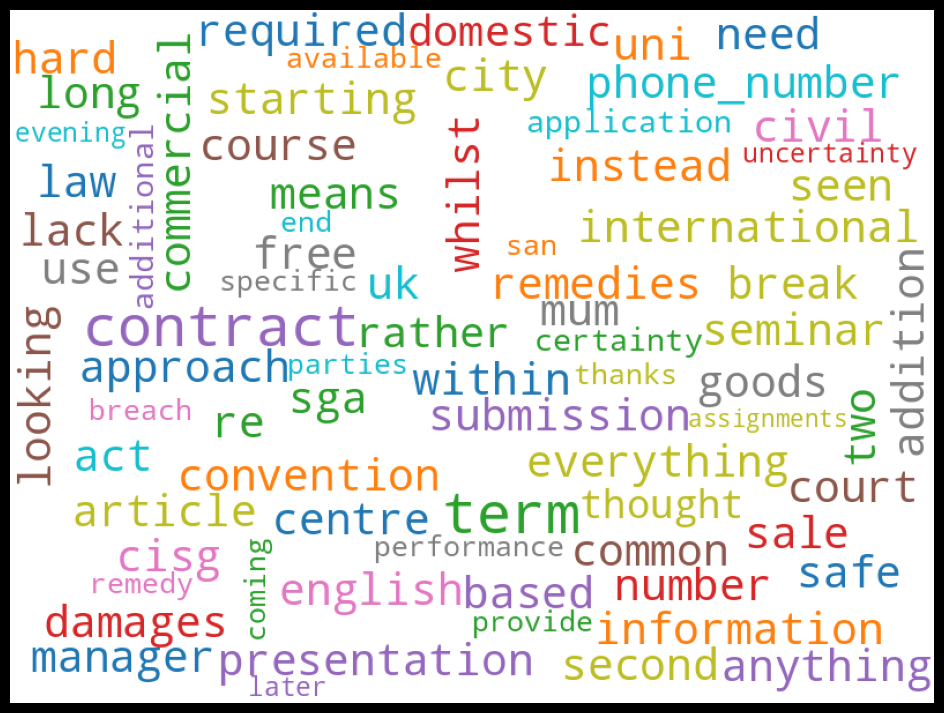 required domestic uni need
hard available city phone_number
long commercial starting application civil
evening additional course whilst instead uncertainty
law means seen
lack end international
use free san
specific uk remedies break
looking contract rather mum certainty seminar addition
approach parties within thanks goods
breach re sga submission assignments two
act convention everything court
article centre term thought sale
cisg coming performance common safe
remedy english based number
damages provide information
manager presentation second anything
later